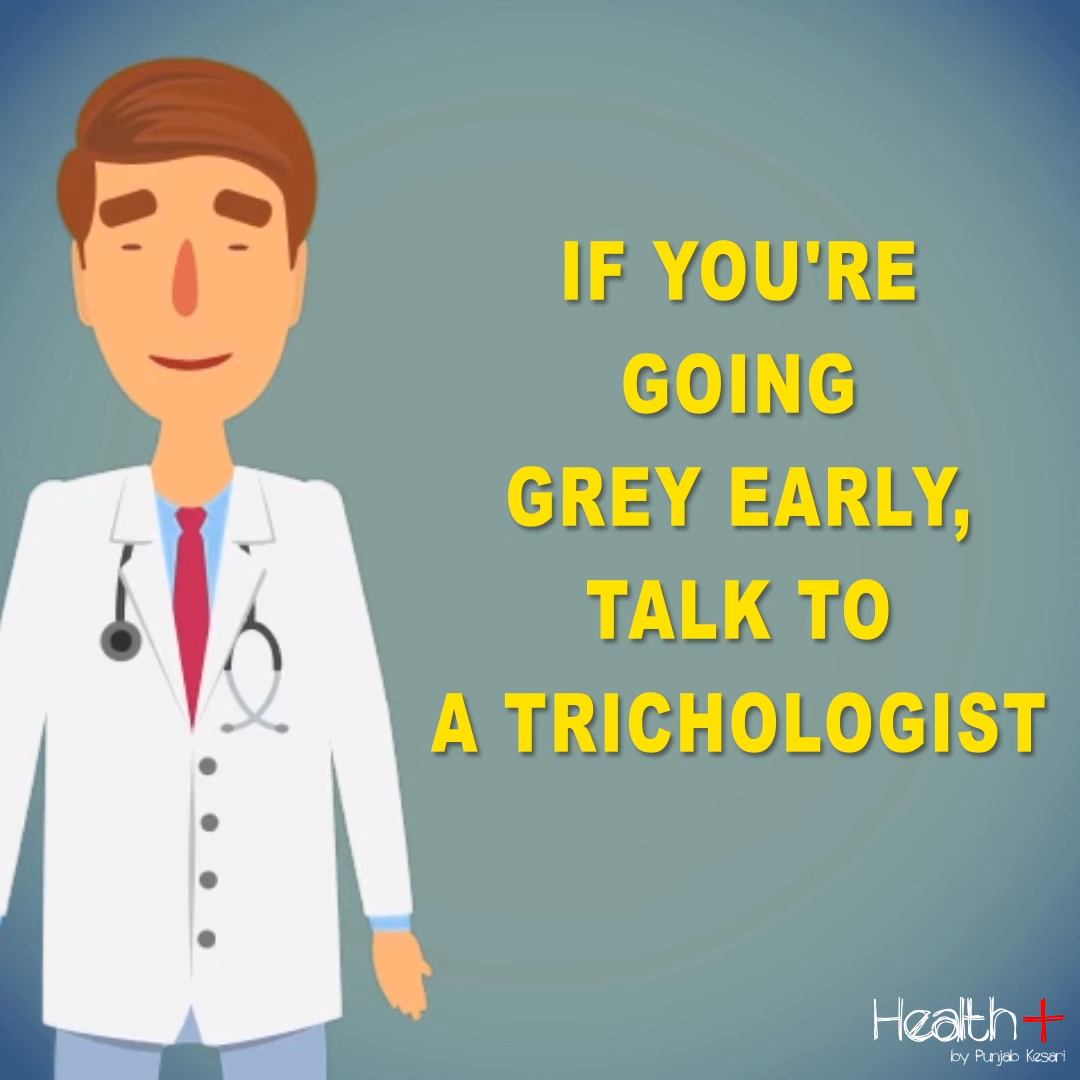 IF YOU'RE
GOING
GREY EARLY,
TALK TO
A TRICHOLOGIST
Health+
by Punjab Kesari